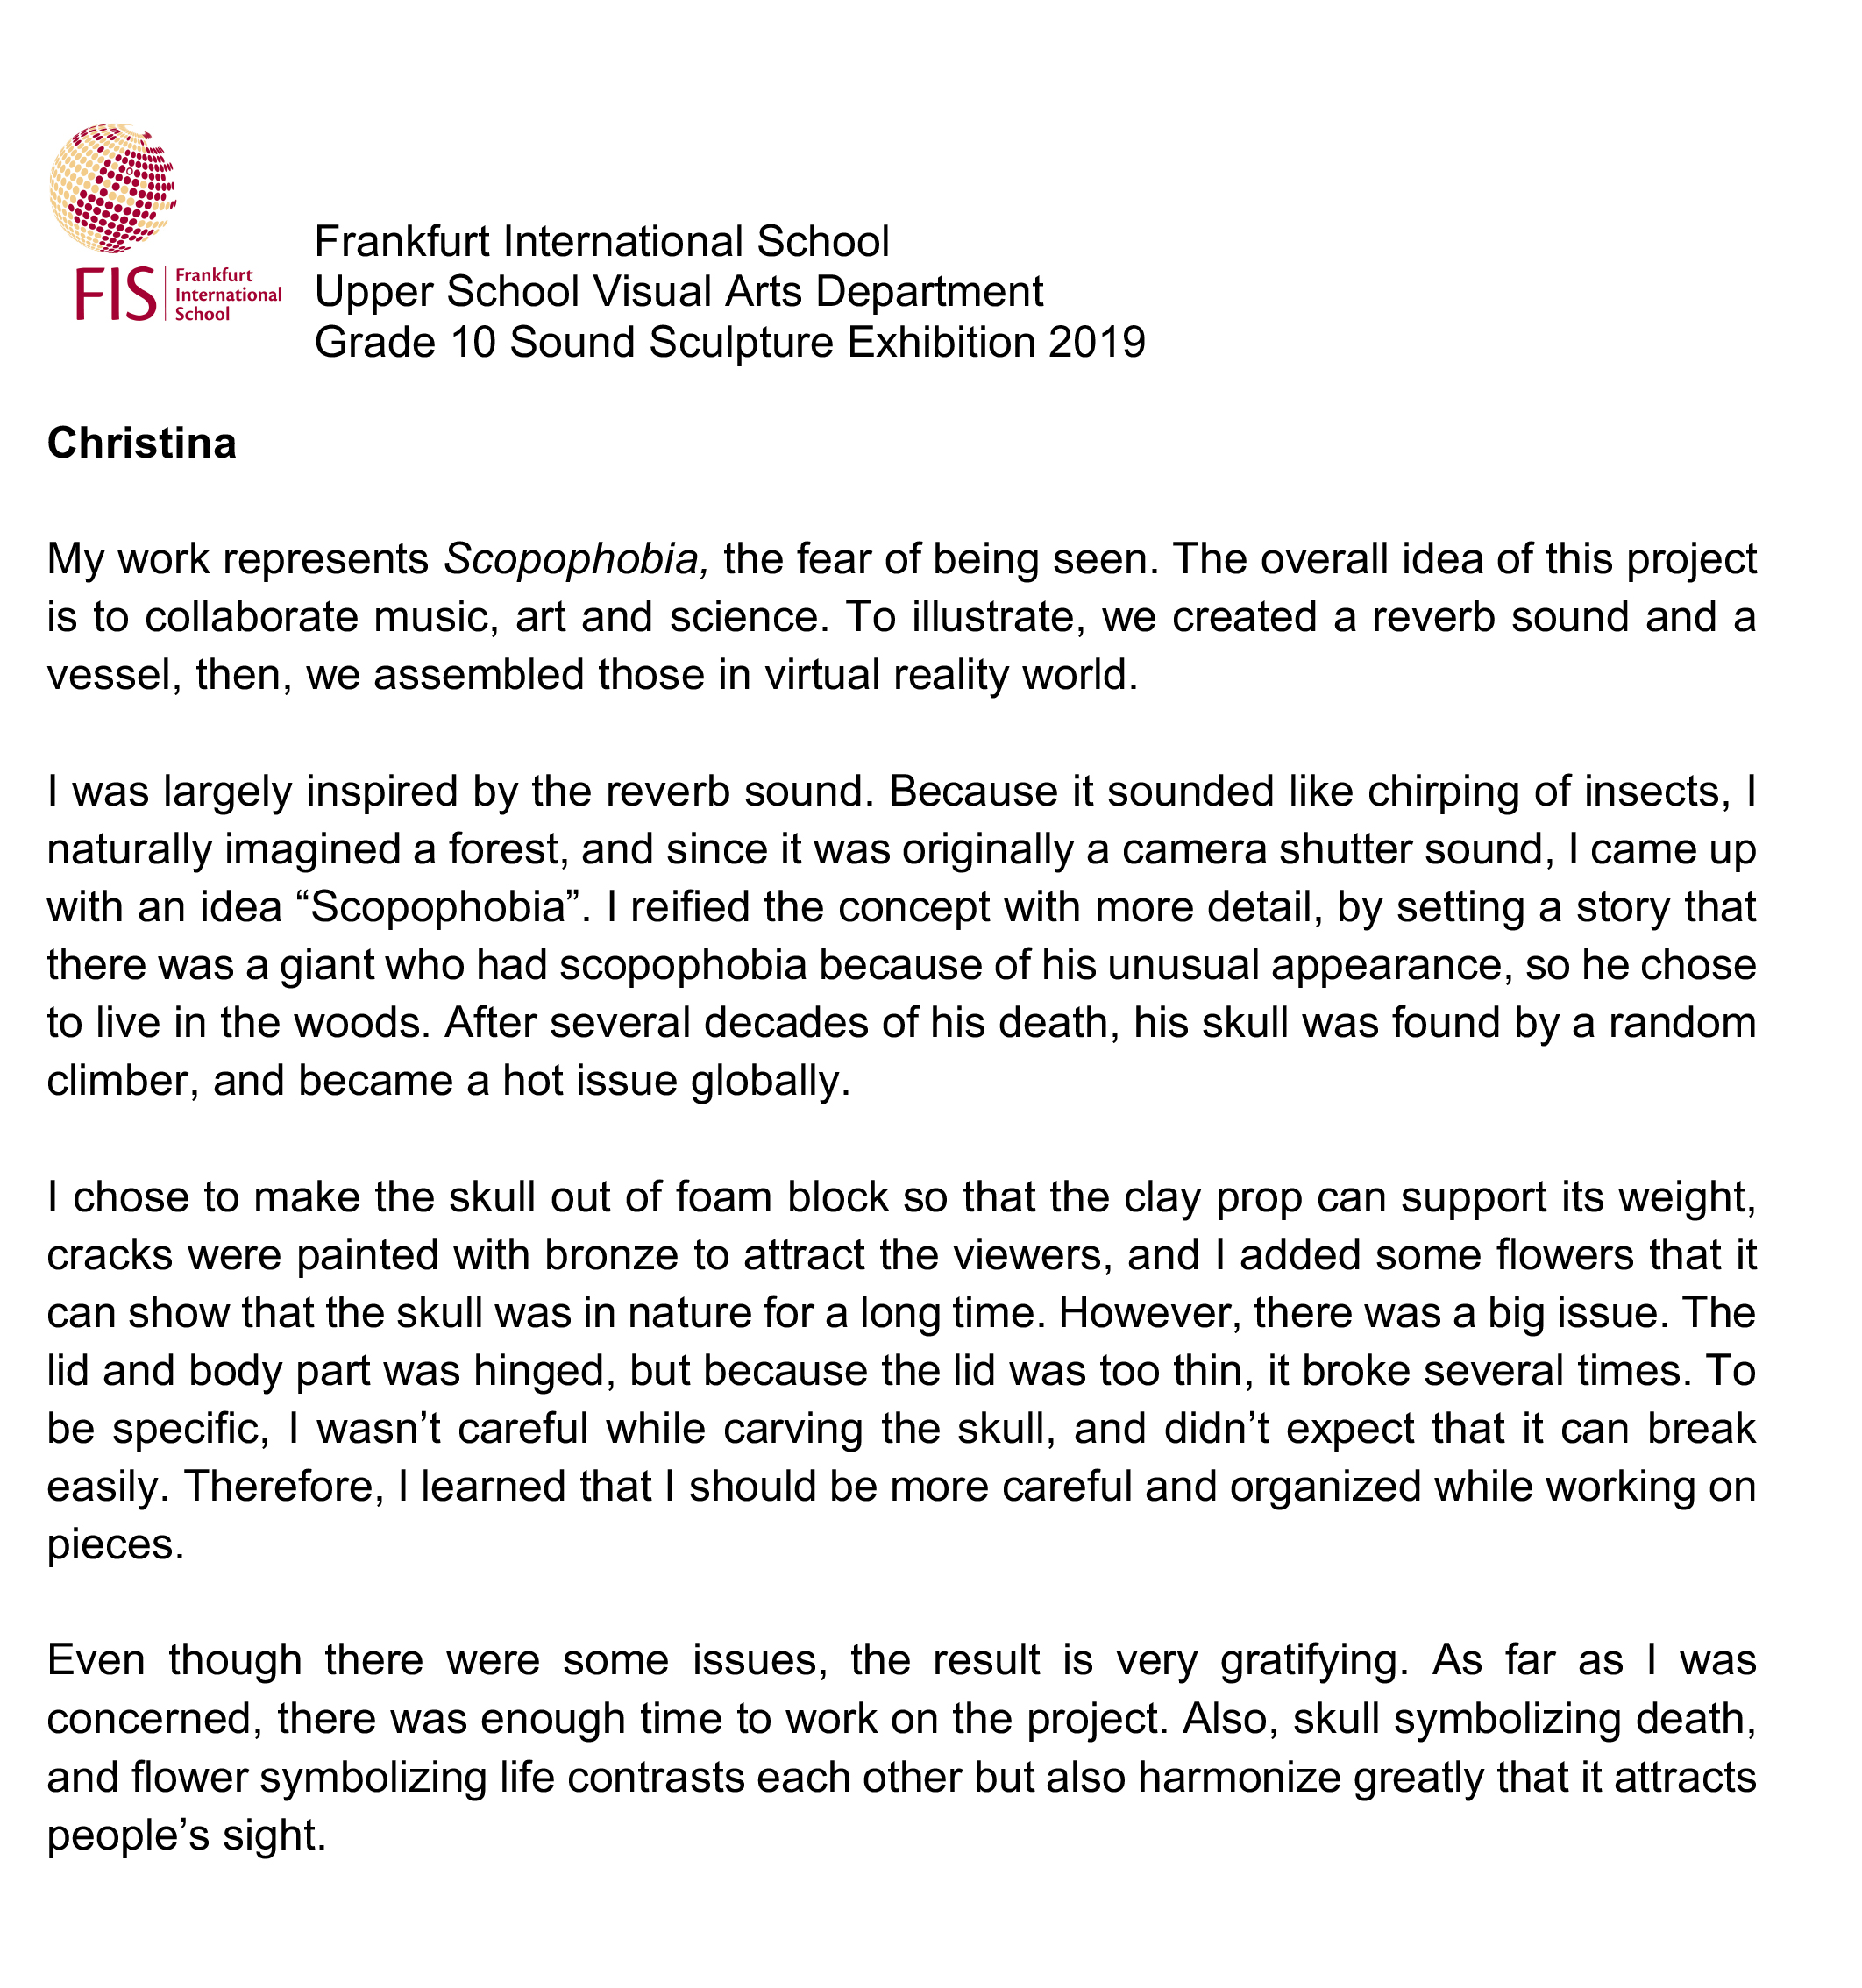 FIS
Frankfurt
International
School
Frankfurt International School
Upper School Visual Arts Department
Grade 10 Sound Sculpture Exhibition 2019
Christina
My work represents Scopophobia, the fear of being seen. The overall idea of this project
is to collaborate music, art and science. To illustrate, we created a reverb sound and a
vessel, then, we assembled those in virtual reality world.
I was largely inspired by the reverb sound. Because it sounded like chirping of insects, I
naturally imagined a forest, and since it was originally a camera shutter sound, I came up
with an idea “Scopophobia”. I reified the concept with more detail, by setting a story that
there was a giant who had scopophobia because of his unusual appearance, so he chose
to live in the woods. After several decades of his death, his skull was found by a random
climber, and became a hot issue globally.
I chose to make the skull out of foam block so that the clay prop can support its weight,
cracks were painted with bronze to attract the viewers, and I added some flowers that it
can show that the skull was in nature for a long time. However, there was a big issue. The
lid and body part was hinged, but because the lid was too thin, it broke several times. To
be specific, I wasn’t careful while carving the skull, and didn’t expect that it can break
easily. Therefore, I learned that I should be more careful and organized while working on
pieces.
Even though there were some issues, the result is very gratifying. As far as I was
concerned, there was enough time to work on the project. Also, skull symbolizing death,
and flower symbolizing life contrasts each other but also harmonize greatly that it attracts
people’s sight.